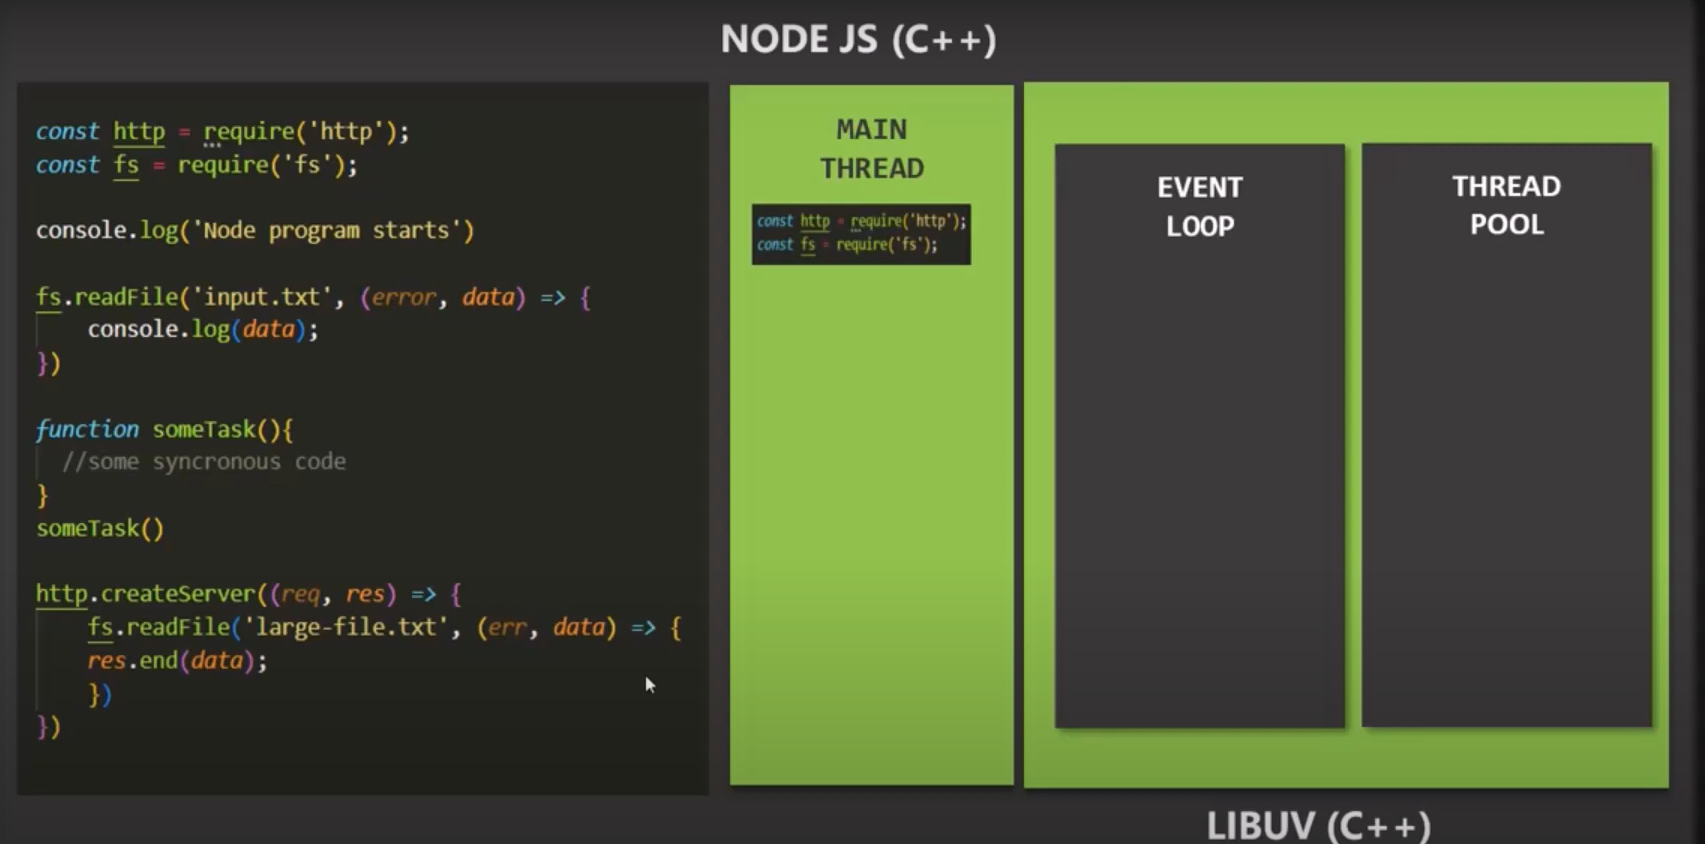 NODE JS (C++)
const http = require('http');
const fs = require('fs');
console.log('Node program starts')
fs.readFile('input.txt', (error, data) => {
console.log(data);
})
function someTask(){
//some syncronous code
}
someTask()
http.createServer((req, res) => {
fs.readFile('large-file.txt', (err, data) => {
res.end(data);
})
})
MAIN
THREAD
const http = require('http');
const fs = require('fs');
EVENT
LOOP
THREAD
POOL
LIBUV (C++)